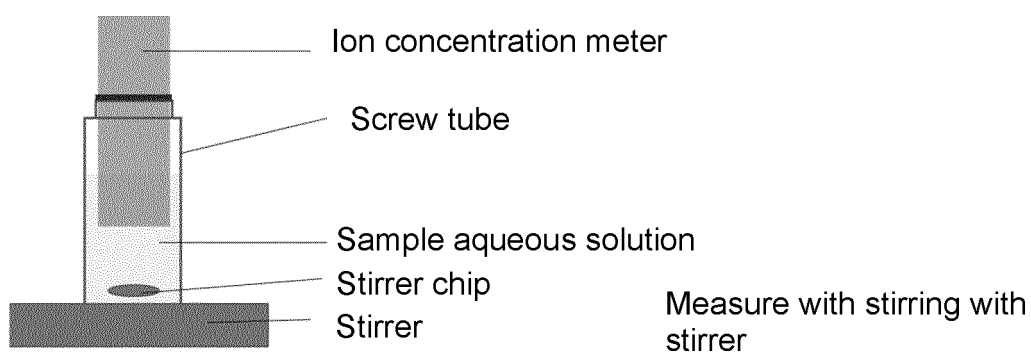 Ion concentration meter
Screw tube
Sample aqueous solution
Stirrer chip
Stirrer
Measure with stirring with
stirrer